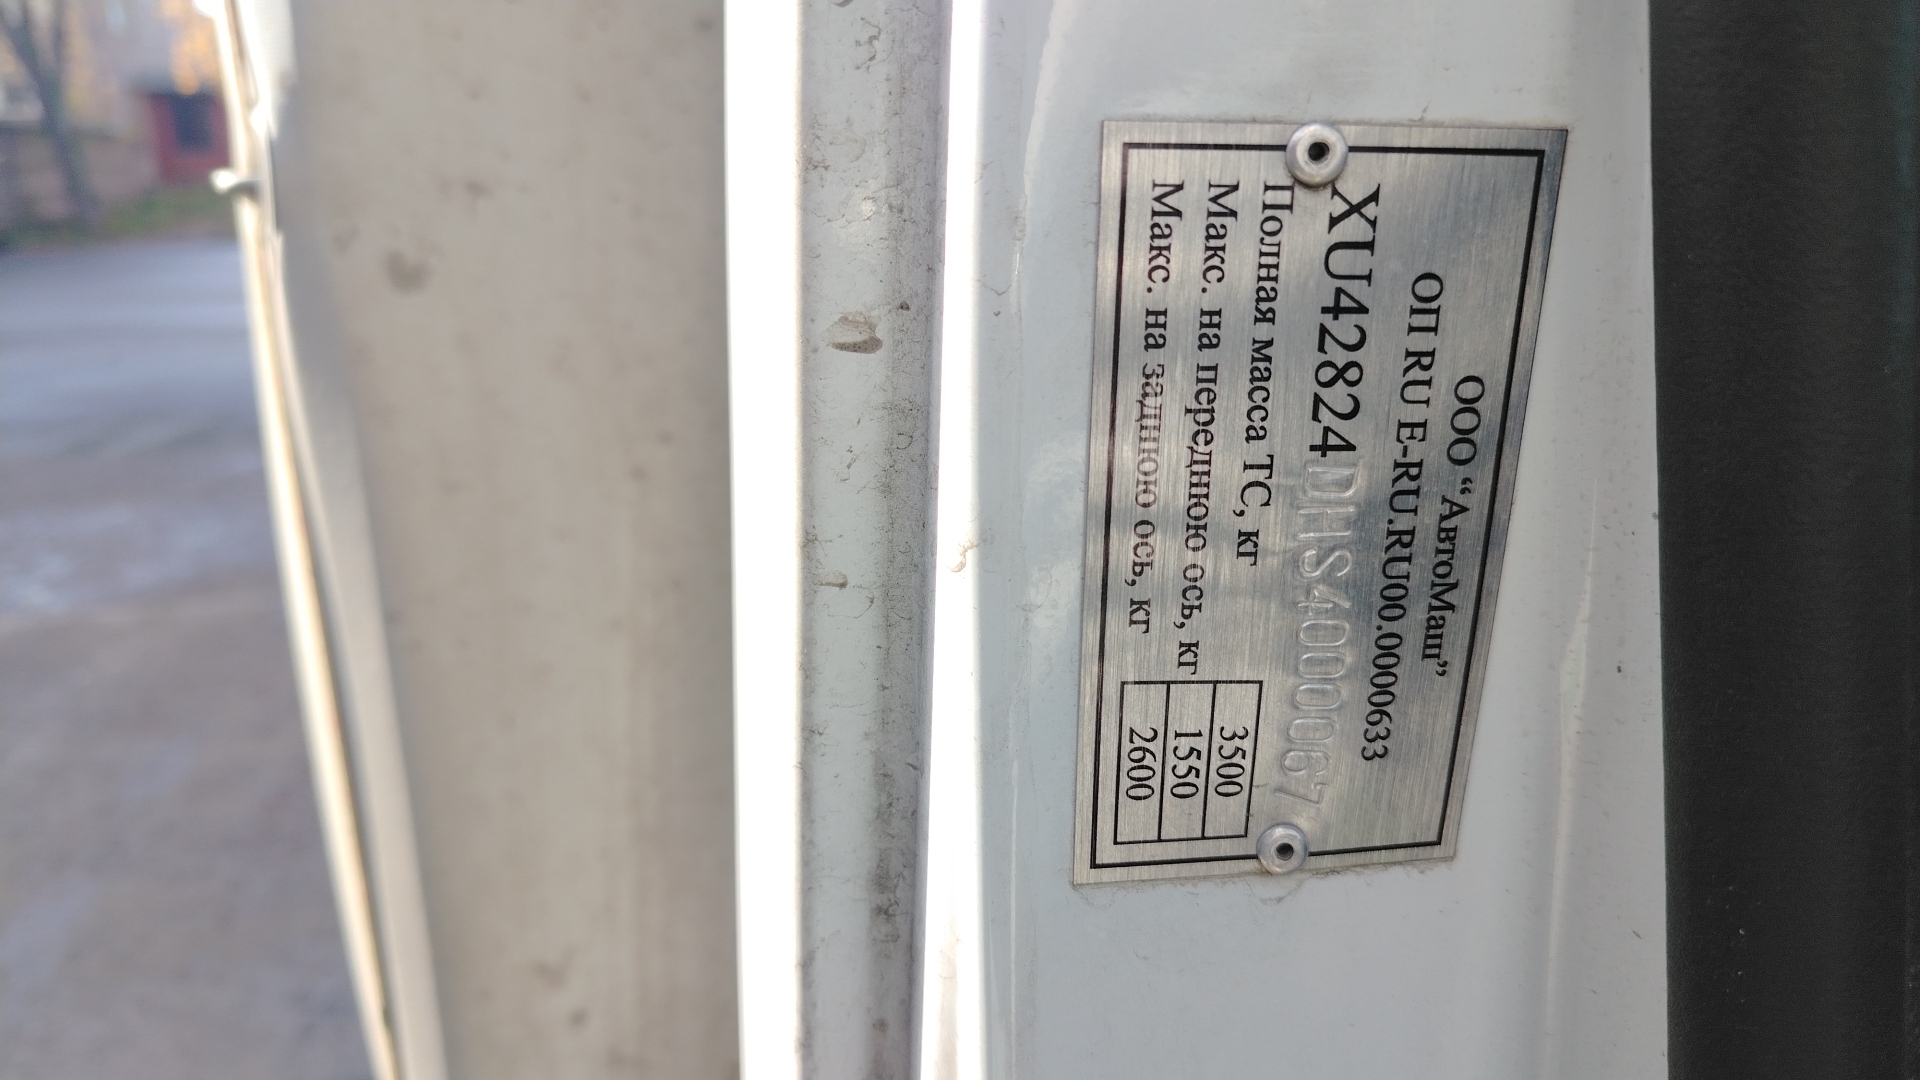 ООО “АвтоМаш”
ОП RU E-RU.RU00.0000633
XU42824DHS4000067
Полная масса ТС, кг 3500
Макс. на переднюю ось, кг 1550
Макс. на заднюю ось, кг 2600